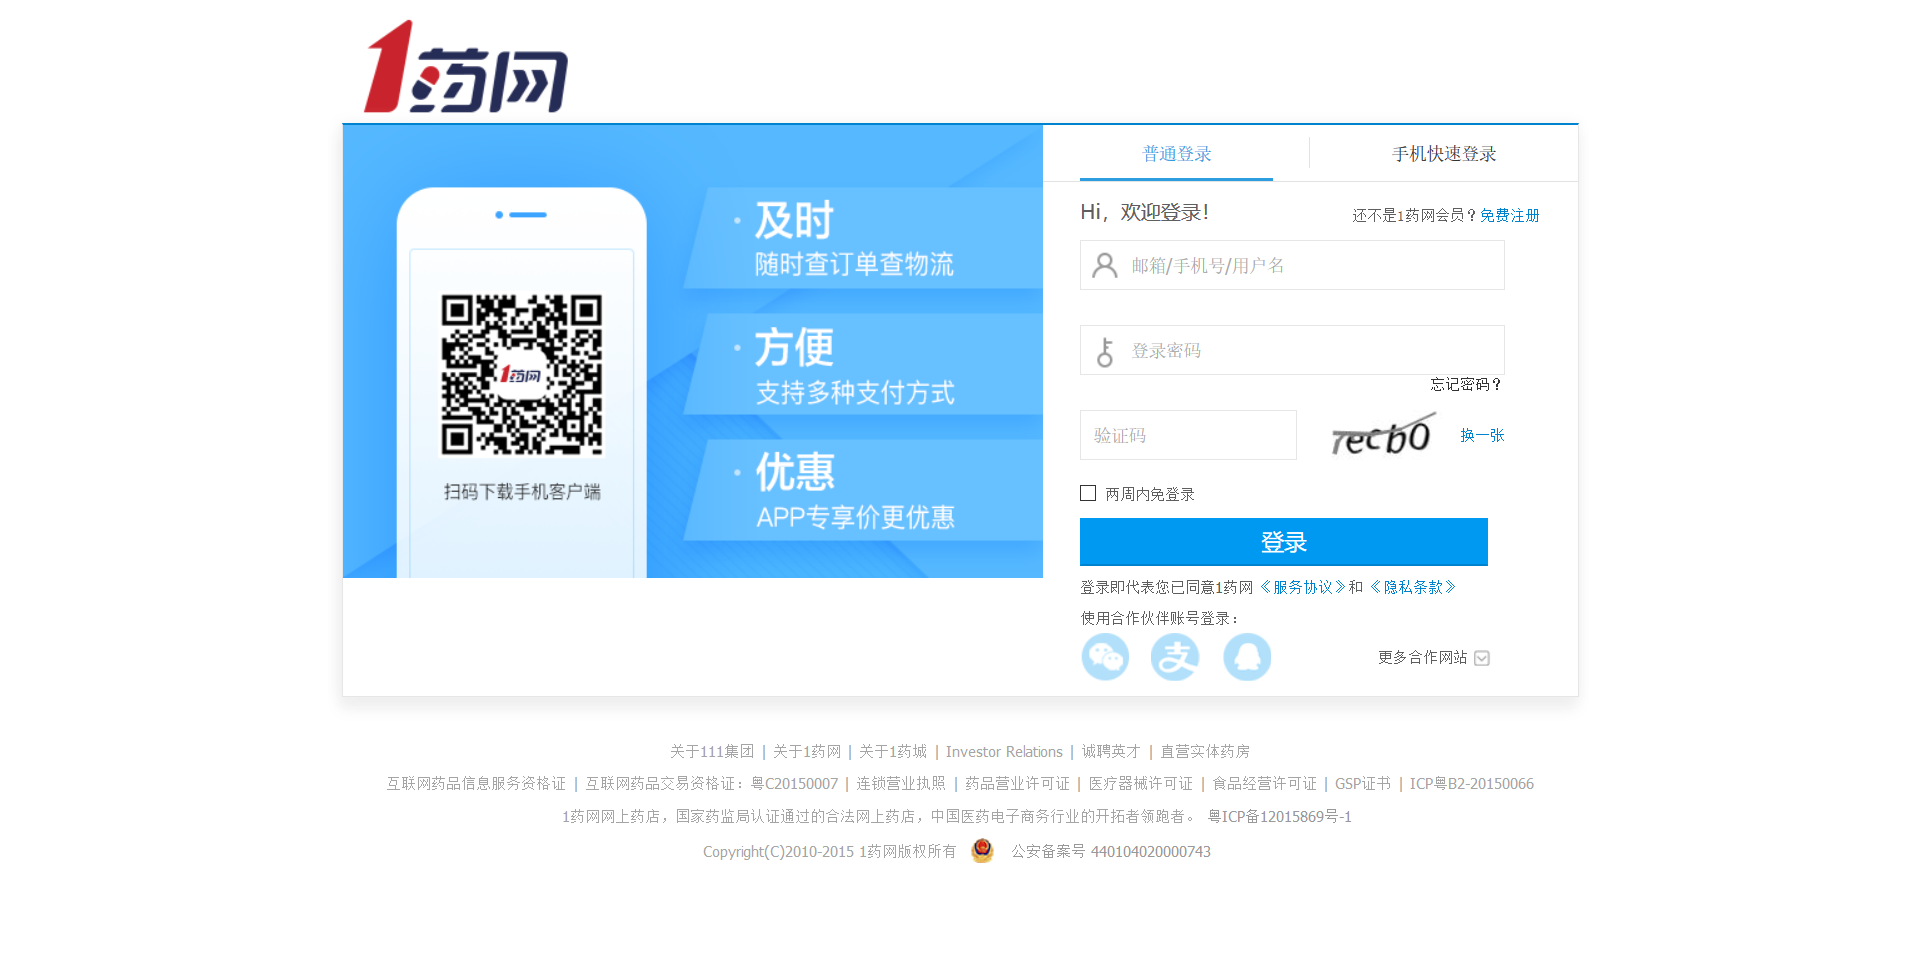 1药网
普通登录
手机快速登录
Hi，欢迎登录!
还不是1药网会员？免费注册
邮箱/手机号/用户名
登录密码
忘记密码？
验证码
7ecb0
换一张
两周内免登录
登录
登录即代表您已同意1药网《服务协议》和《隐私条款》
使用合作伙伴账号登录：
支
更多合作网站
· 及时
随时查订单查物流
· 方便
支持多种支付方式
· 优惠
APP专享价更优惠
1药网
扫码下载手机客户端
关于111集团 | 关于1药网 | 关于1药城 | Investor Relations | 诚聘英才 | 直营实体药房
互联网药品信息服务资格证 | 互联网药品交易资格证：粤C20150007 | 连锁营业执照 | 药品营业许可证 | 医疗器械许可证 | 食品经营许可证 | GSP证书 | ICP粤B2-20150066
1药网网上药店，国家药监局认证通过的合法网上药店，中国医药电子商务行业的开拓者领跑者。 粤ICP备12015869号-1
Copyright(C)2010-2015 1药网版权所有 公安备案号 440104020000743